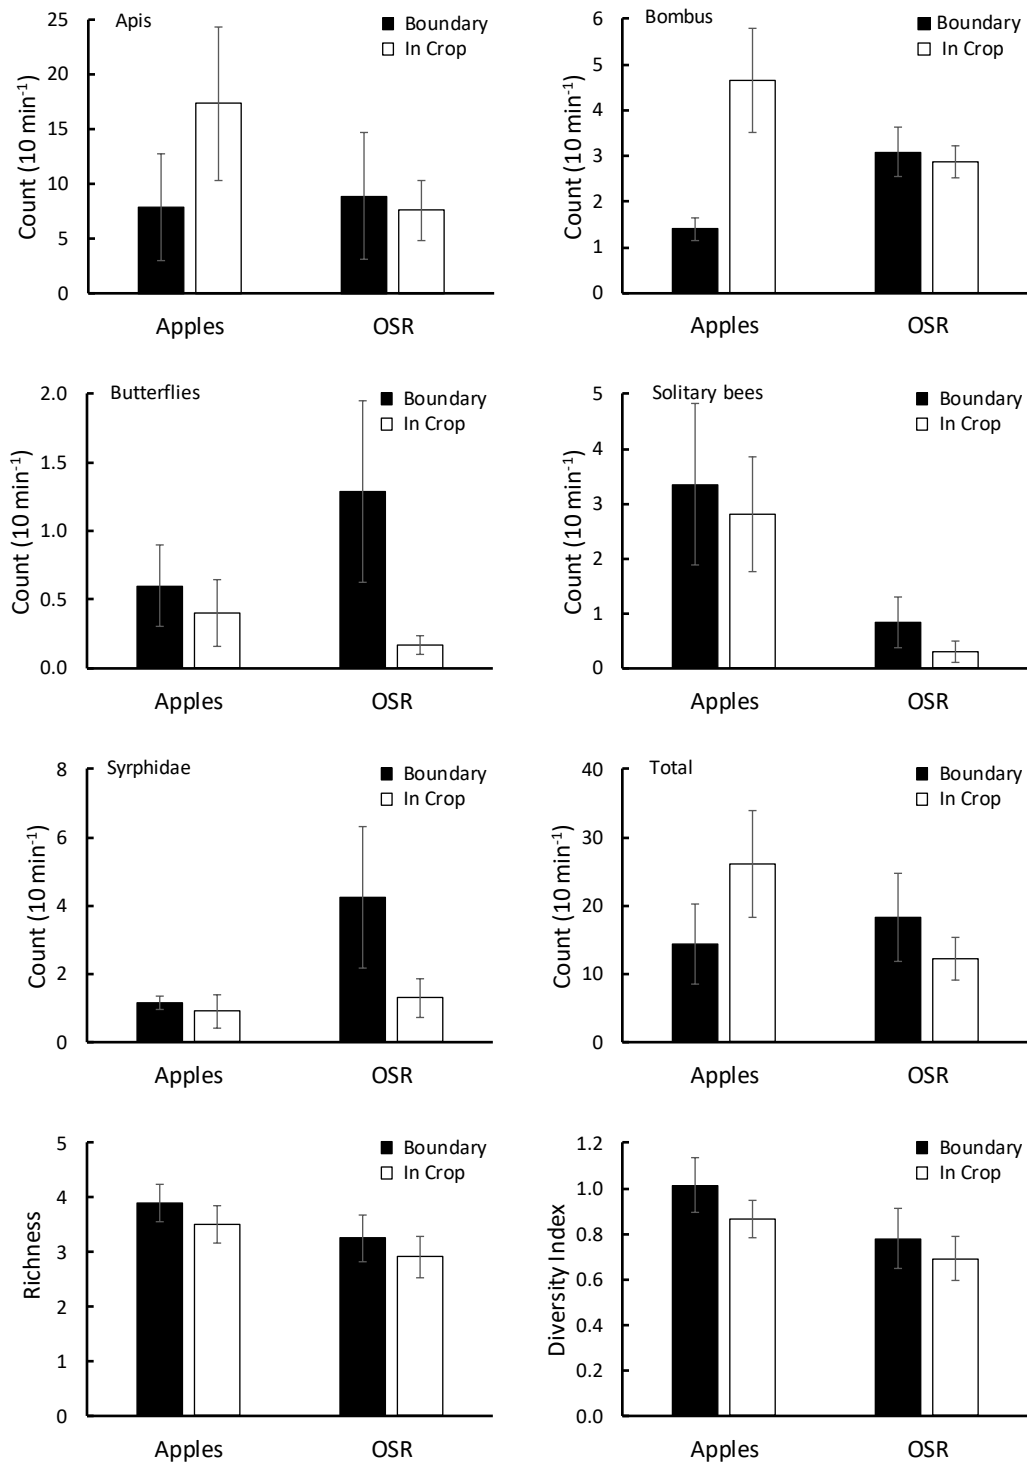 Apis
Boundary
In Crop
Count (10 min⁻¹)
25
20
15
10
5
0
Apples
OSR
Bombus
Boundary
In Crop
Count (10 min⁻¹)
6
5
4
3
2
1
0
Apples
OSR
Butterflies
Boundary
In Crop
Count (10 min⁻¹)
2.0
1.5
1.0
0.5
0.0
Apples
OSR
Solitary bees
Boundary
In Crop
Count (10 min⁻¹)
5
4
3
2
1
0
Apples
OSR
Syrphidae
Boundary
In Crop
Count (10 min⁻¹)
8
6
4
2
0
Apples
OSR
Total
Boundary
In Crop
Count (10 min⁻¹)
40
30
20
10
0
Apples
OSR
Boundary
In Crop
Richness
5
4
3
2
1
0
Apples
OSR
Boundary
In Crop
Diversity Index
1.2
1.0
0.8
0.6
0.4
0.2
0.0
Apples
OSR